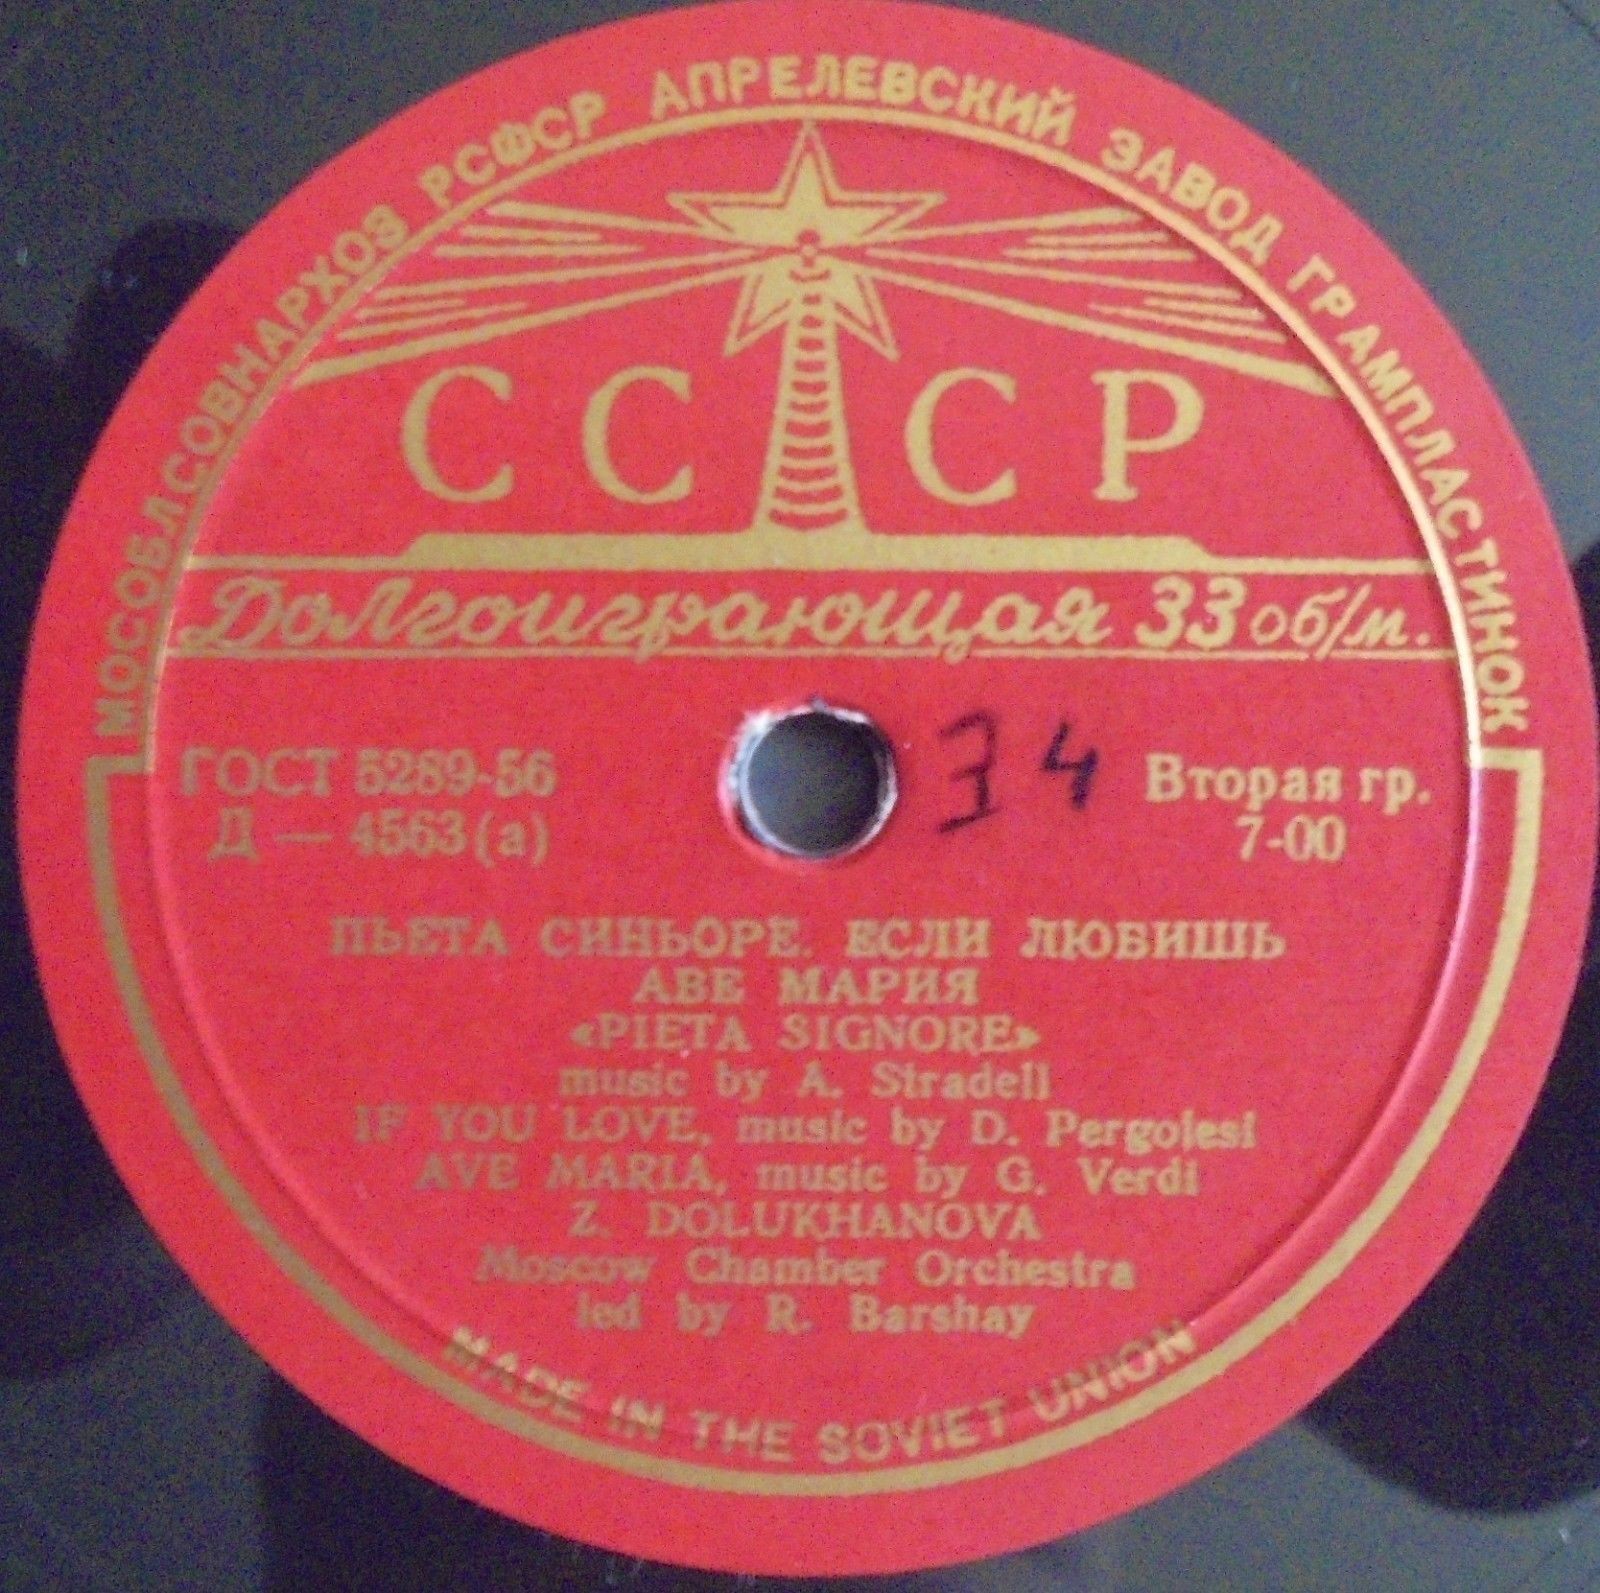 МОСОБЛСОВНАРХОЗ РСФСР АПРЕЛЕВСКИЙ ЗАВОД ГРАМПЛАСТИНОК
СССР
Долгоиграющая 33 об/м.
ГОСТ 5289-56
Д — 4563(а)
34
Вторая гр.
7-00
ПЬЕТА СИНЬОРЕ. ЕСЛИ ЛЮБИШЬ
АВЕ МАРИЯ
«PIETA SIGNORE»
music by A. Stradell
IF YOU LOVE, music by D. Pergolesi
AVE MARIA, music by G. Verdi
Z. DOLUKHANOVA
Moscow Chamber Orchestra
led by R. Barshay
MADE IN THE SOVIET UNION